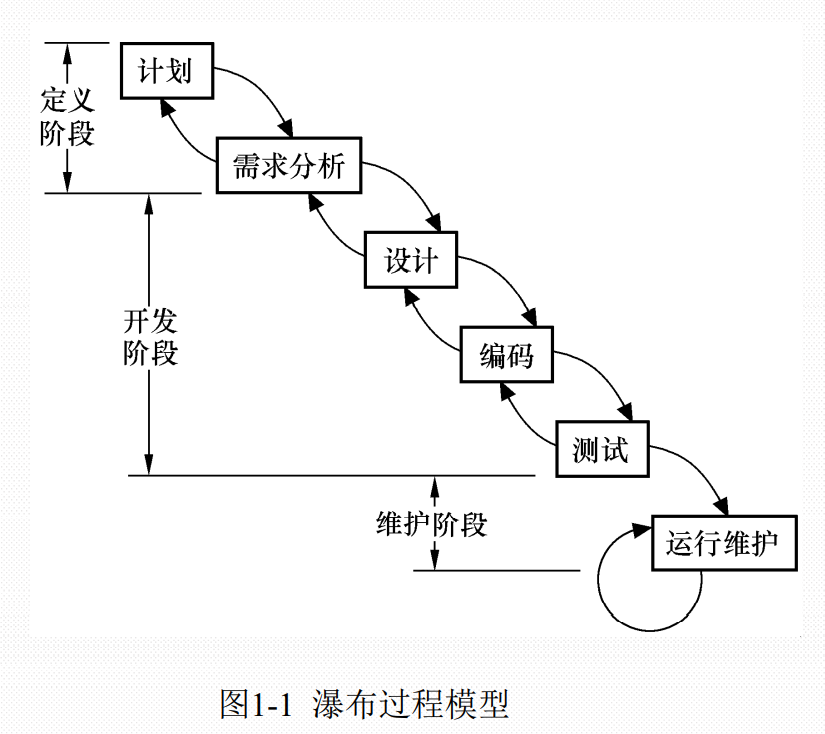 计划
定义
阶段
需求分析
设计
开发
阶段
编码
测试
维护阶段
运行维护
图1-1 瀑布过程模型